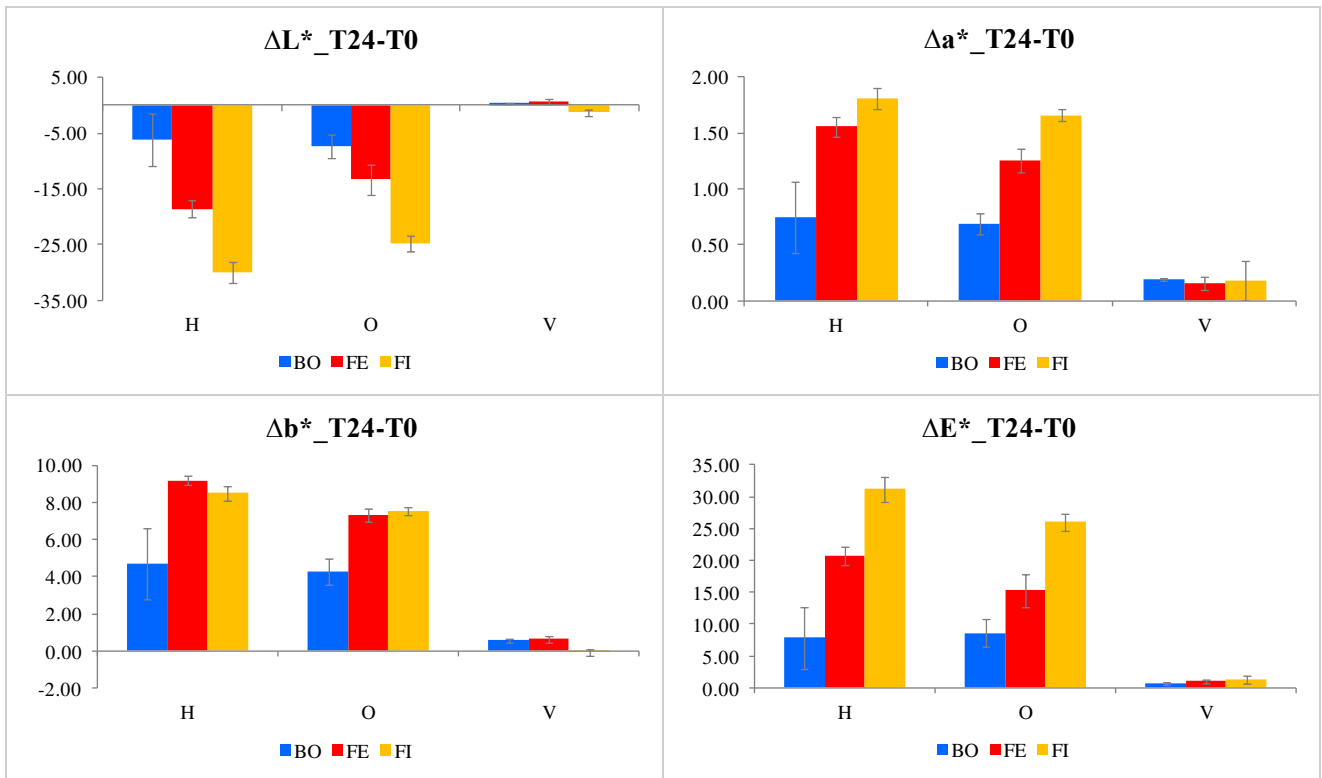 ΔL*_T24-T0
5.00
-5.00
-15.00
-25.00
-35.00
H O V
BO FE FI
Δa*_T24-T0
2.00
1.50
1.00
0.50
0.00
H O V
BO FE FI
Δb*_T24-T0
10.00
8.00
6.00
4.00
2.00
0.00
-2.00
H O V
BO FE FI
ΔE*_T24-T0
35.00
30.00
25.00
20.00
15.00
10.00
5.00
0.00
H O V
BO FE FI